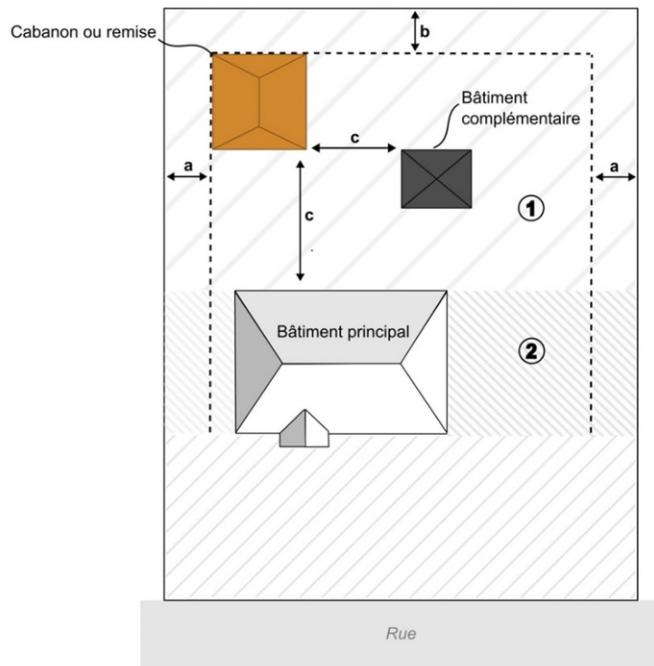 b
Cabanon ou remise
Bâtiment
complémentaire
c
a
a
c
1
Bâtiment principal
2
Rue